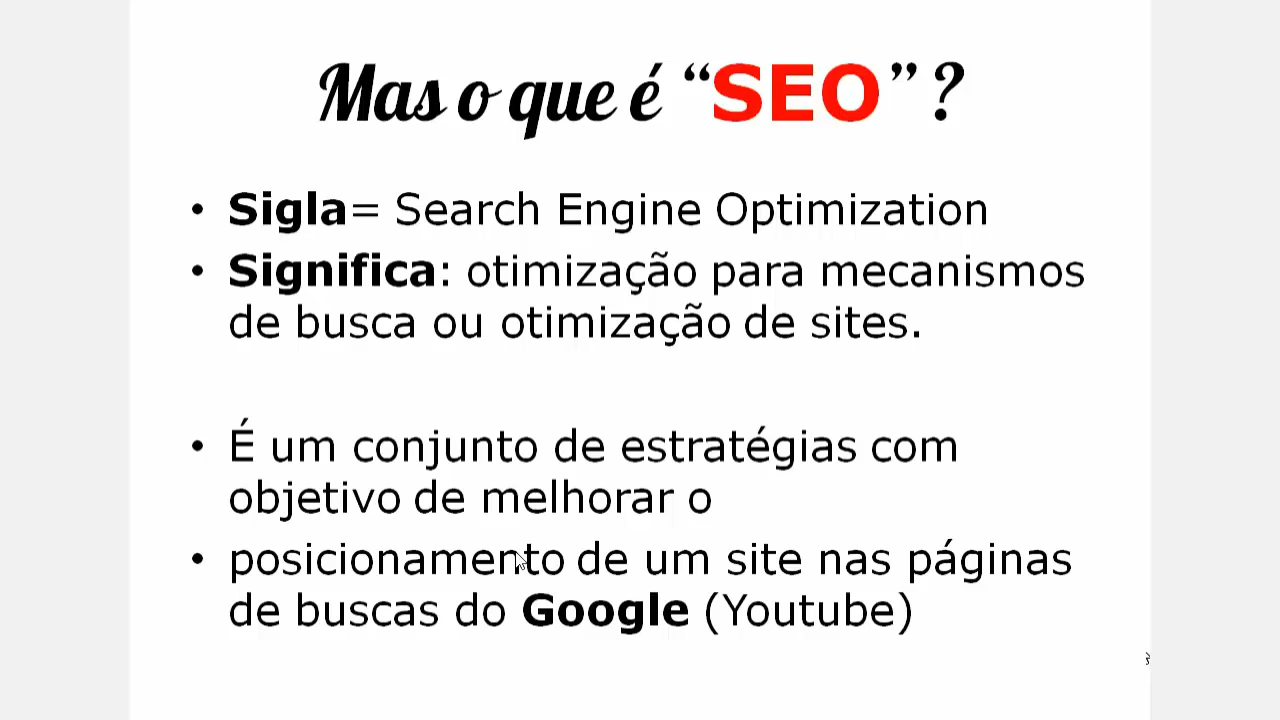 Mas o que é “SEO” ?
• Sigla= Search Engine Optimization
• Significa: otimização para mecanismos
de busca ou otimização de sites.
• É um conjunto de estratégias com
objetivo de melhorar o
• posicionamento de um site nas páginas
de buscas do Google (Youtube)